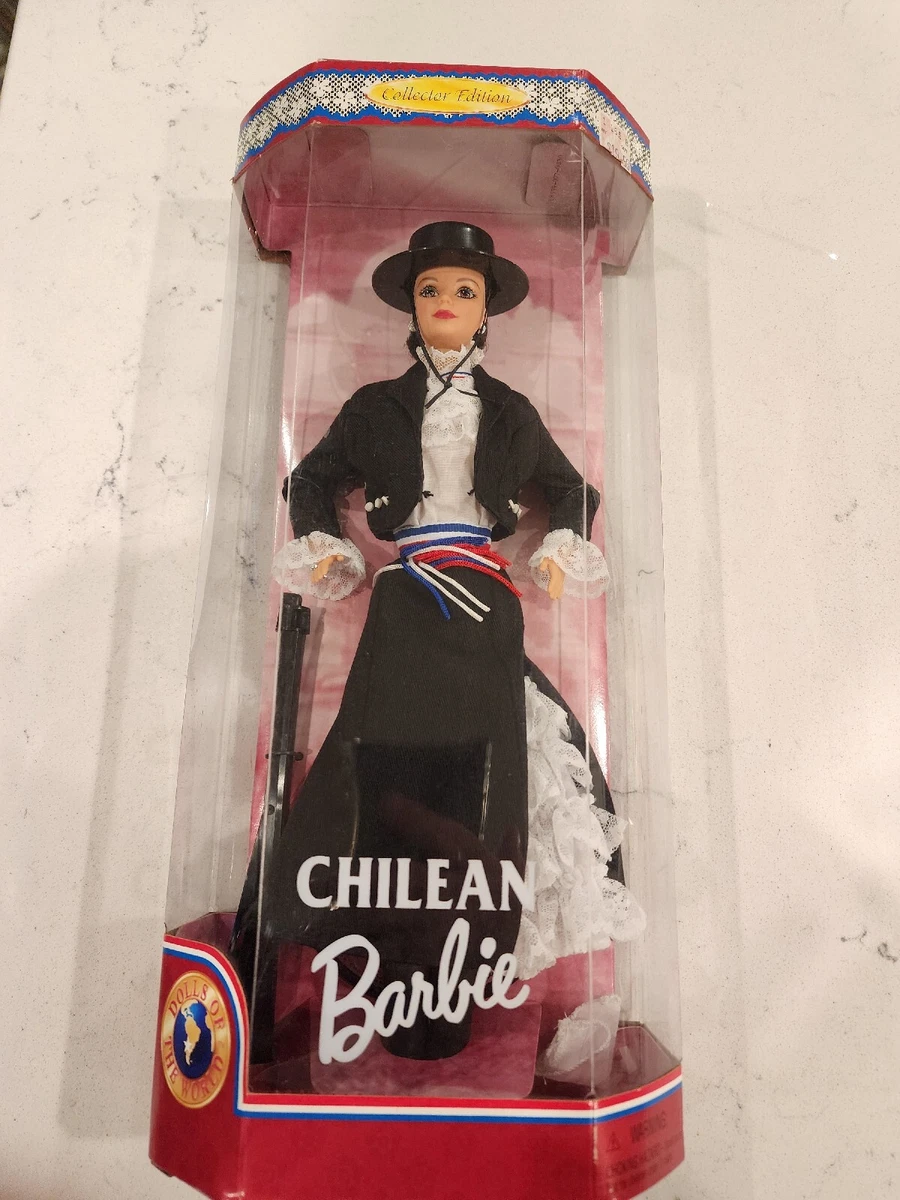 Collector Edition
CHILEAN
Barbie
DOLLS OF
THE WORLD
WARNING